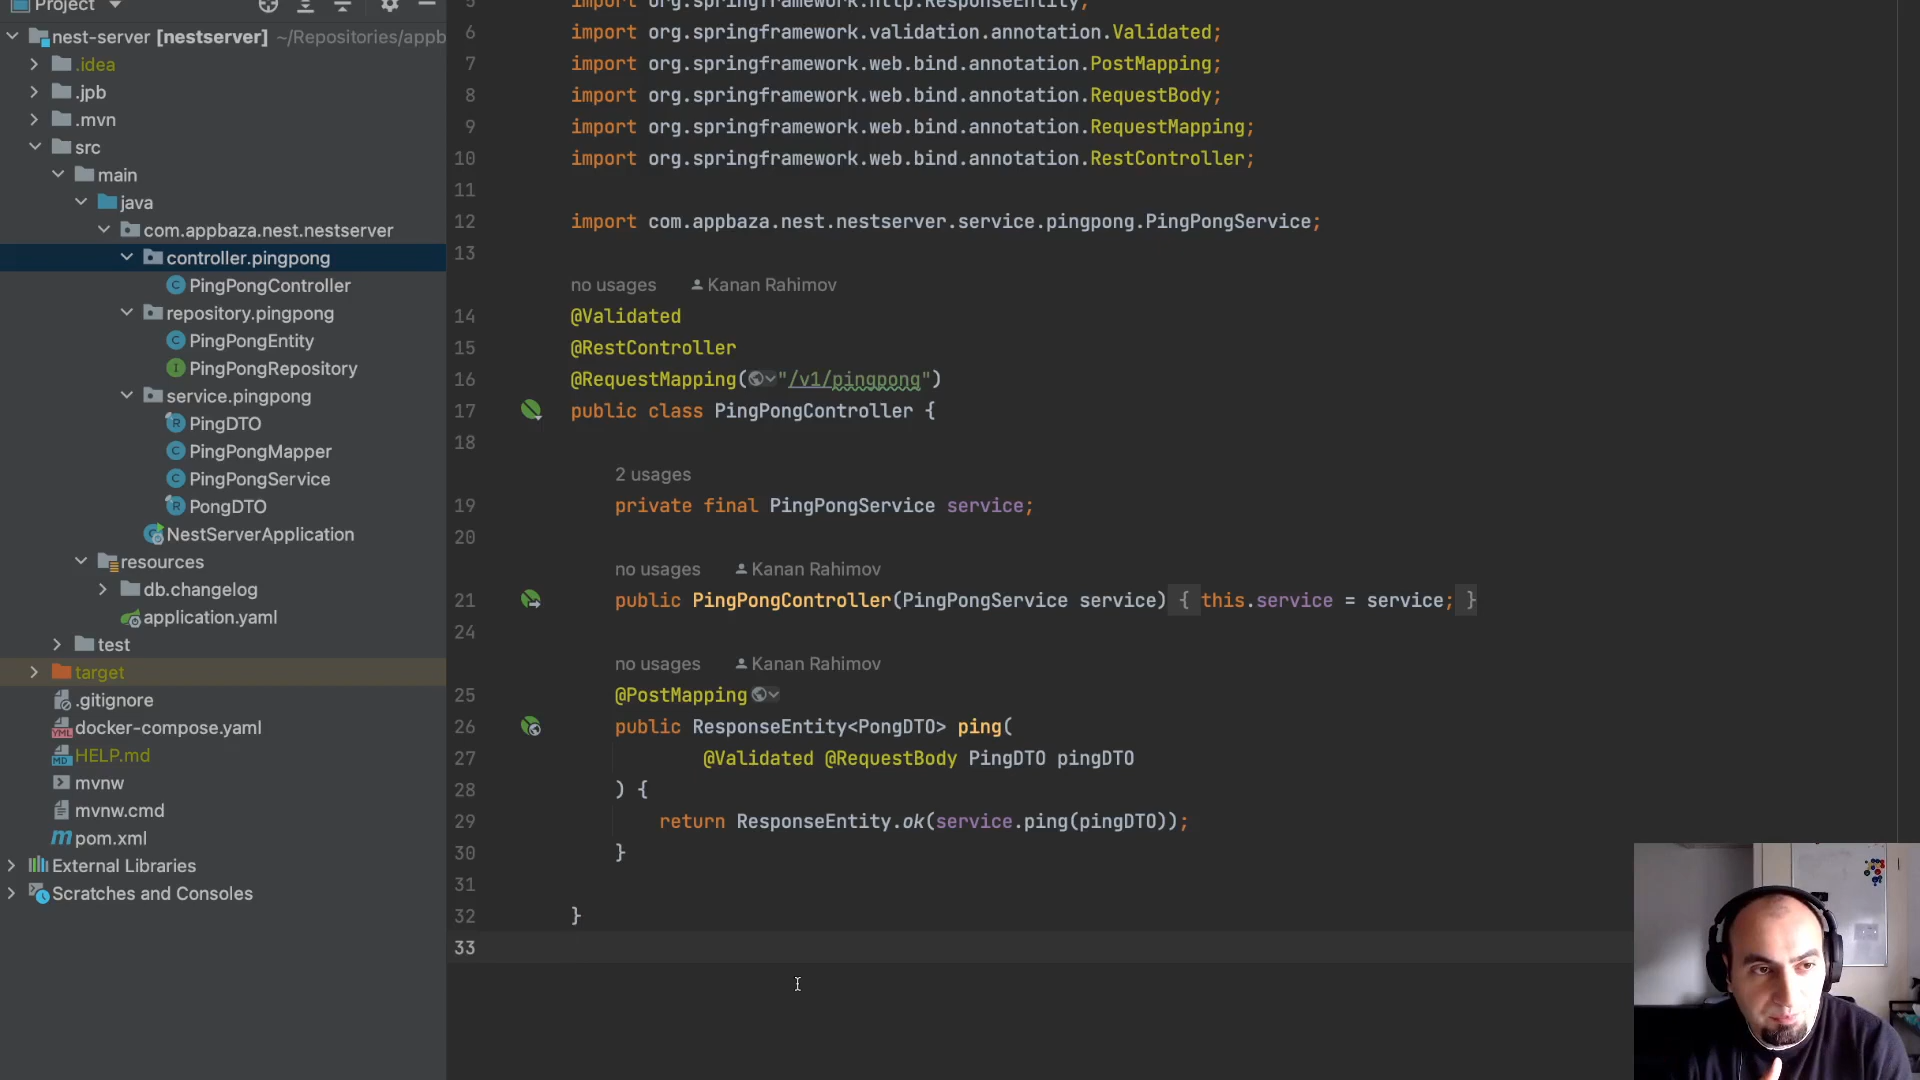 Project
nest-server [nestserver] ~/Repositories/appb
.idea
.jpb
.mvn
src
main
java
com.appbaza.nest.nestserver
controller.pingpong
PingPongController
repository.pingpong
PingPongEntity
PingPongRepository
service.pingpong
PingDTO
PingPongMapper
PingPongService
PongDTO
NestServerApplication
resources
db.changelog
application.yaml
test
target
.gitignore
docker-compose.yaml
HELP.md
mvnw
mvnw.cmd
pom.xml
External Libraries
Scratches and Consoles
5 import org.springframework.http.ResponseEntity;
6 import org.springframework.validation.annotation.Validated;
7 import org.springframework.web.bind.annotation.PostMapping;
8 import org.springframework.web.bind.annotation.RequestBody;
9 import org.springframework.web.bind.annotation.RequestMapping;
10 import org.springframework.web.bind.annotation.RestController;
11
12 import com.appbaza.nest.nestserver.service.pingpong.PingPongService;
13
no usages Kanan Rahimov
14 @Validated
15 @RestController
16 @RequestMapping("/v1/pingpong")
17 public class PingPongController {
18
2 usages
19 private final PingPongService service;
20
no usages Kanan Rahimov
21 public PingPongController(PingPongService service) { this.service = service; }
24
no usages Kanan Rahimov
25 @PostMapping
26 public ResponseEntity<PongDTO> ping(
27 @Validated @RequestBody PingDTO pingDTO
28 ) {
29 return ResponseEntity.ok(service.ping(pingDTO));
30 }
31
32 }
33